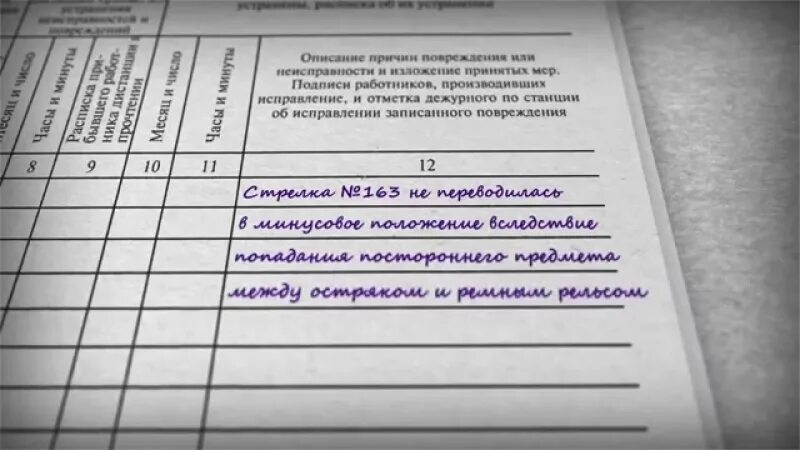 устранены, расписка об их устранении
устранения
неисправностей и
повреждений
Месяц и число
Часы и минуты
Расписка при-
бывшего работ-
ника дистанции в
прочтении
Месяц и число
Часы и минуты
Описание причин повреждения или
неисправности и изложение принятых мер.
Подписи работников, производивших
исправление, и отметка дежурного по станции
об исправлении записанного повреждения
8 9 10 11 12
Стрелка №163 не переводилась
в минусовое положение вследствие
попадания постороннего предмета
между остряком и ремным рельсом